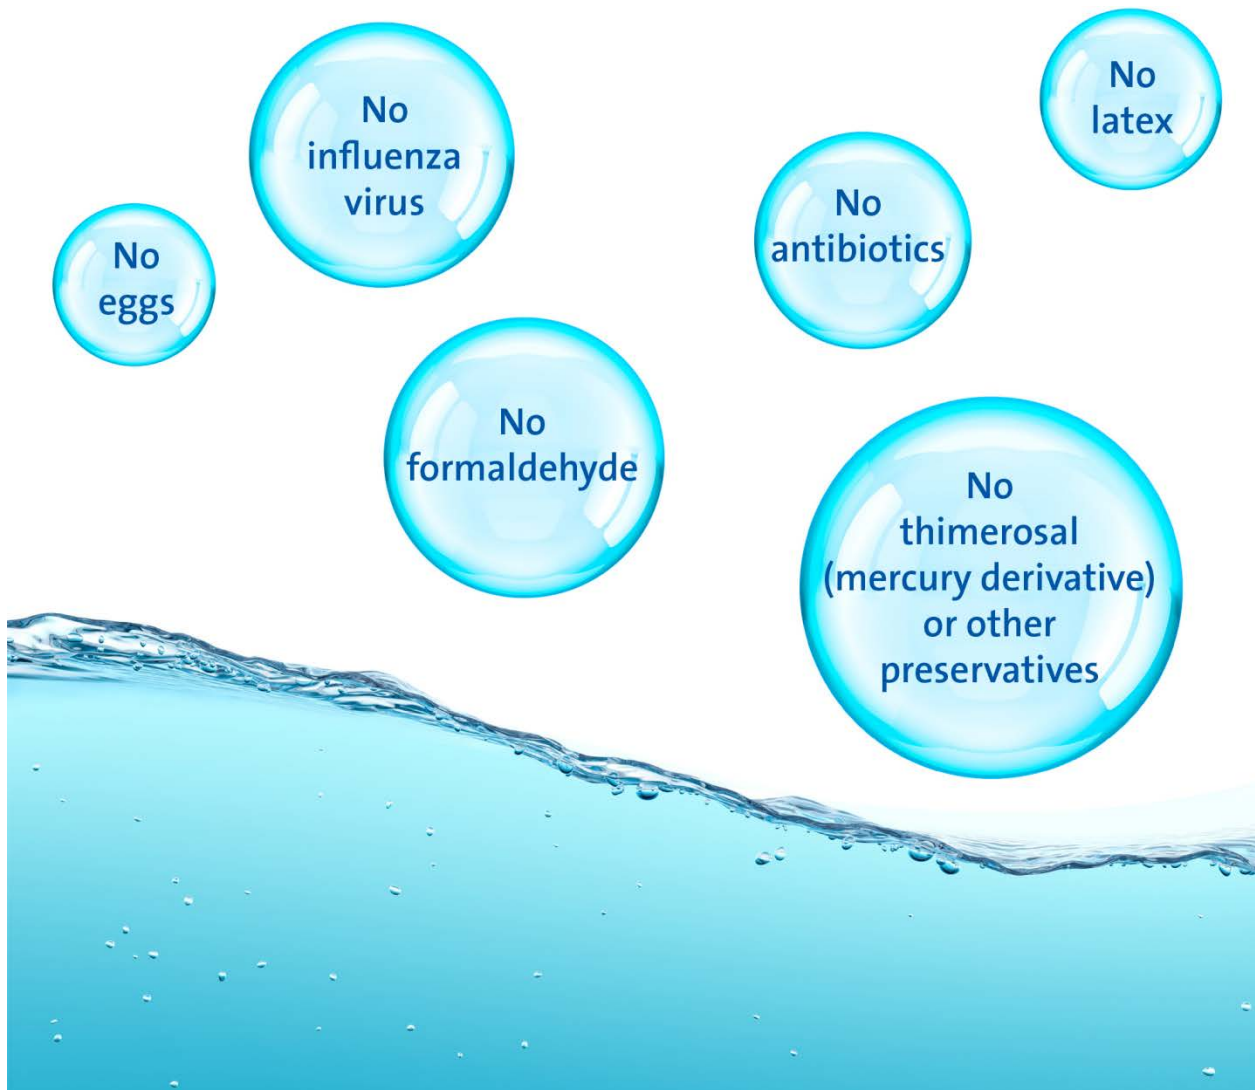 No
latex
No
influenza
virus
No
antibiotics
No
eggs
No
formaldehyde
No
thimerosal
(mercury derivative)
or other
preservatives